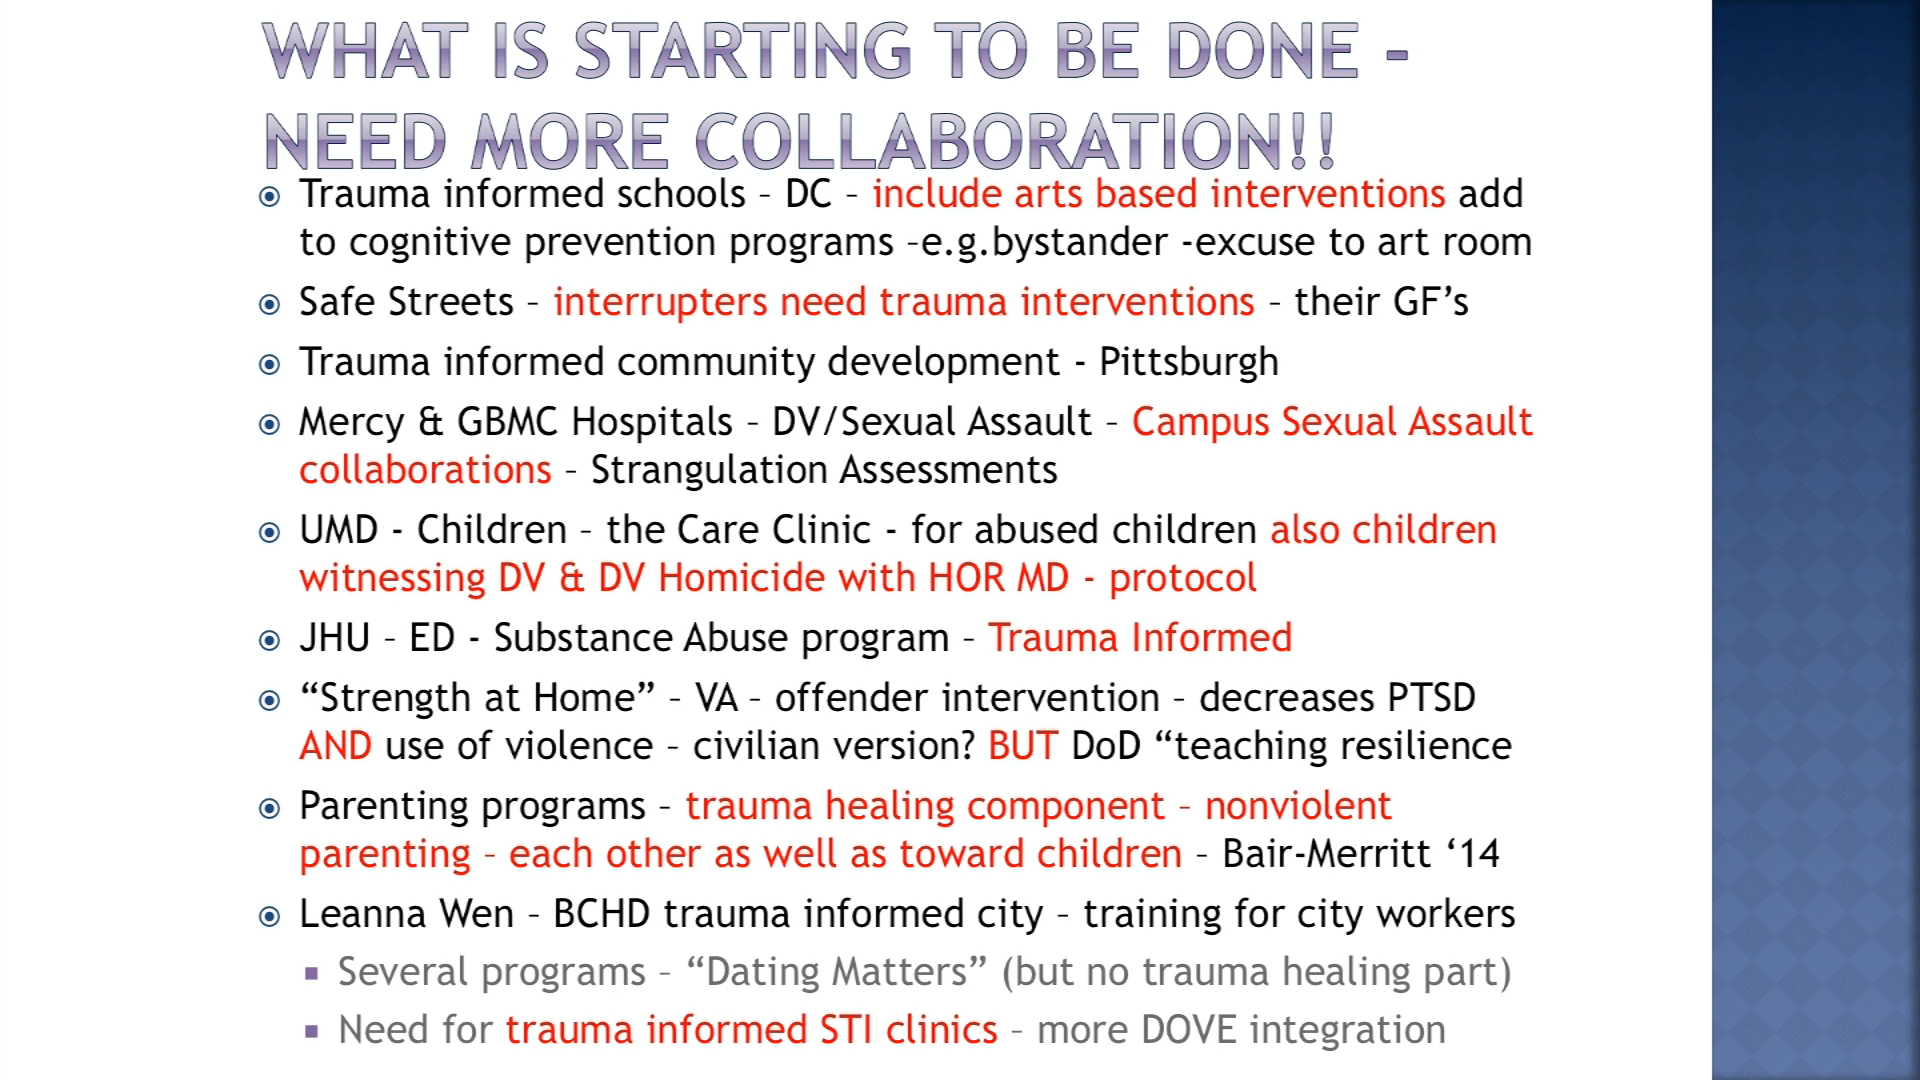 WHAT IS STARTING TO BE DONE -
NEED MORE COLLABORATION!!
Trauma informed schools – DC – include arts based interventions add
to cognitive prevention programs –e.g.bystander -excuse to art room
Safe Streets – interrupters need trauma interventions – their GF’s
Trauma informed community development - Pittsburgh
Mercy & GBMC Hospitals – DV/Sexual Assault – Campus Sexual Assault
collaborations – Strangulation Assessments
UMD - Children – the Care Clinic - for abused children also children
witnessing DV & DV Homicide with HOR MD - protocol
JHU – ED - Substance Abuse program – Trauma Informed
“Strength at Home” – VA – offender intervention – decreases PTSD
AND use of violence – civilian version? BUT DoD “teaching resilience
Parenting programs – trauma healing component – nonviolent
parenting – each other as well as toward children – Bair-Merritt ‘14
Leanna Wen – BCHD trauma informed city – training for city workers
Several programs – “Dating Matters” (but no trauma healing part)
Need for trauma informed STI clinics – more DOVE integration